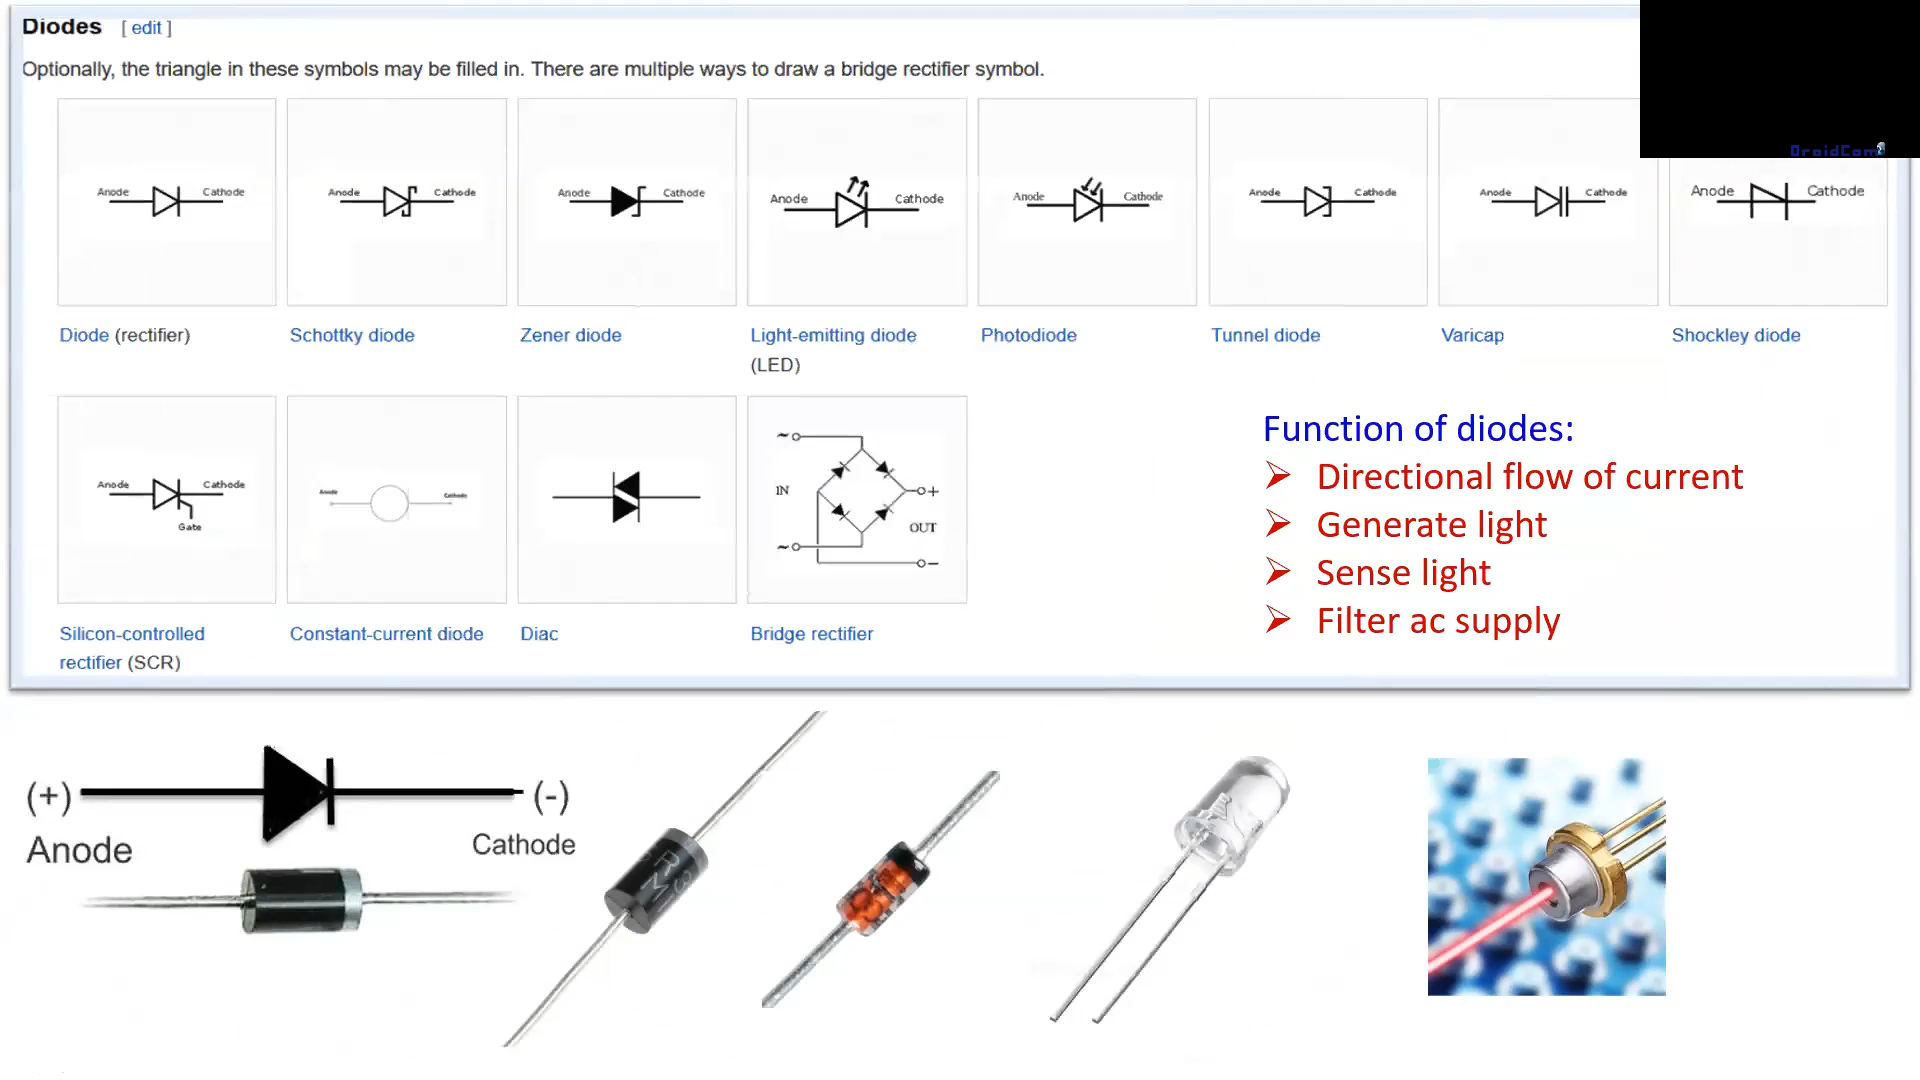 Diodes [ edit ]
Optionally, the triangle in these symbols may be filled in. There are multiple ways to draw a bridge rectifier symbol.
DroidCam
Anode Cathode
Anode Cathode
Anode Cathode
Anode Cathode
Anode Cathode
Anode Cathode
Anode Cathode
Anode Cathode
Diode (rectifier)
Schottky diode
Zener diode
Light-emitting diode
(LED)
Photodiode
Tunnel diode
Varicap
Shockley diode
Anode Cathode
Gate
Anode Cathode
~
IN
+
OUT
~
−
Silicon-controlled
rectifier (SCR)
Constant-current diode
Diac
Bridge rectifier
Function of diodes:
Directional flow of current
Generate light
Sense light
Filter ac supply
(+) (-)
Anode Cathode